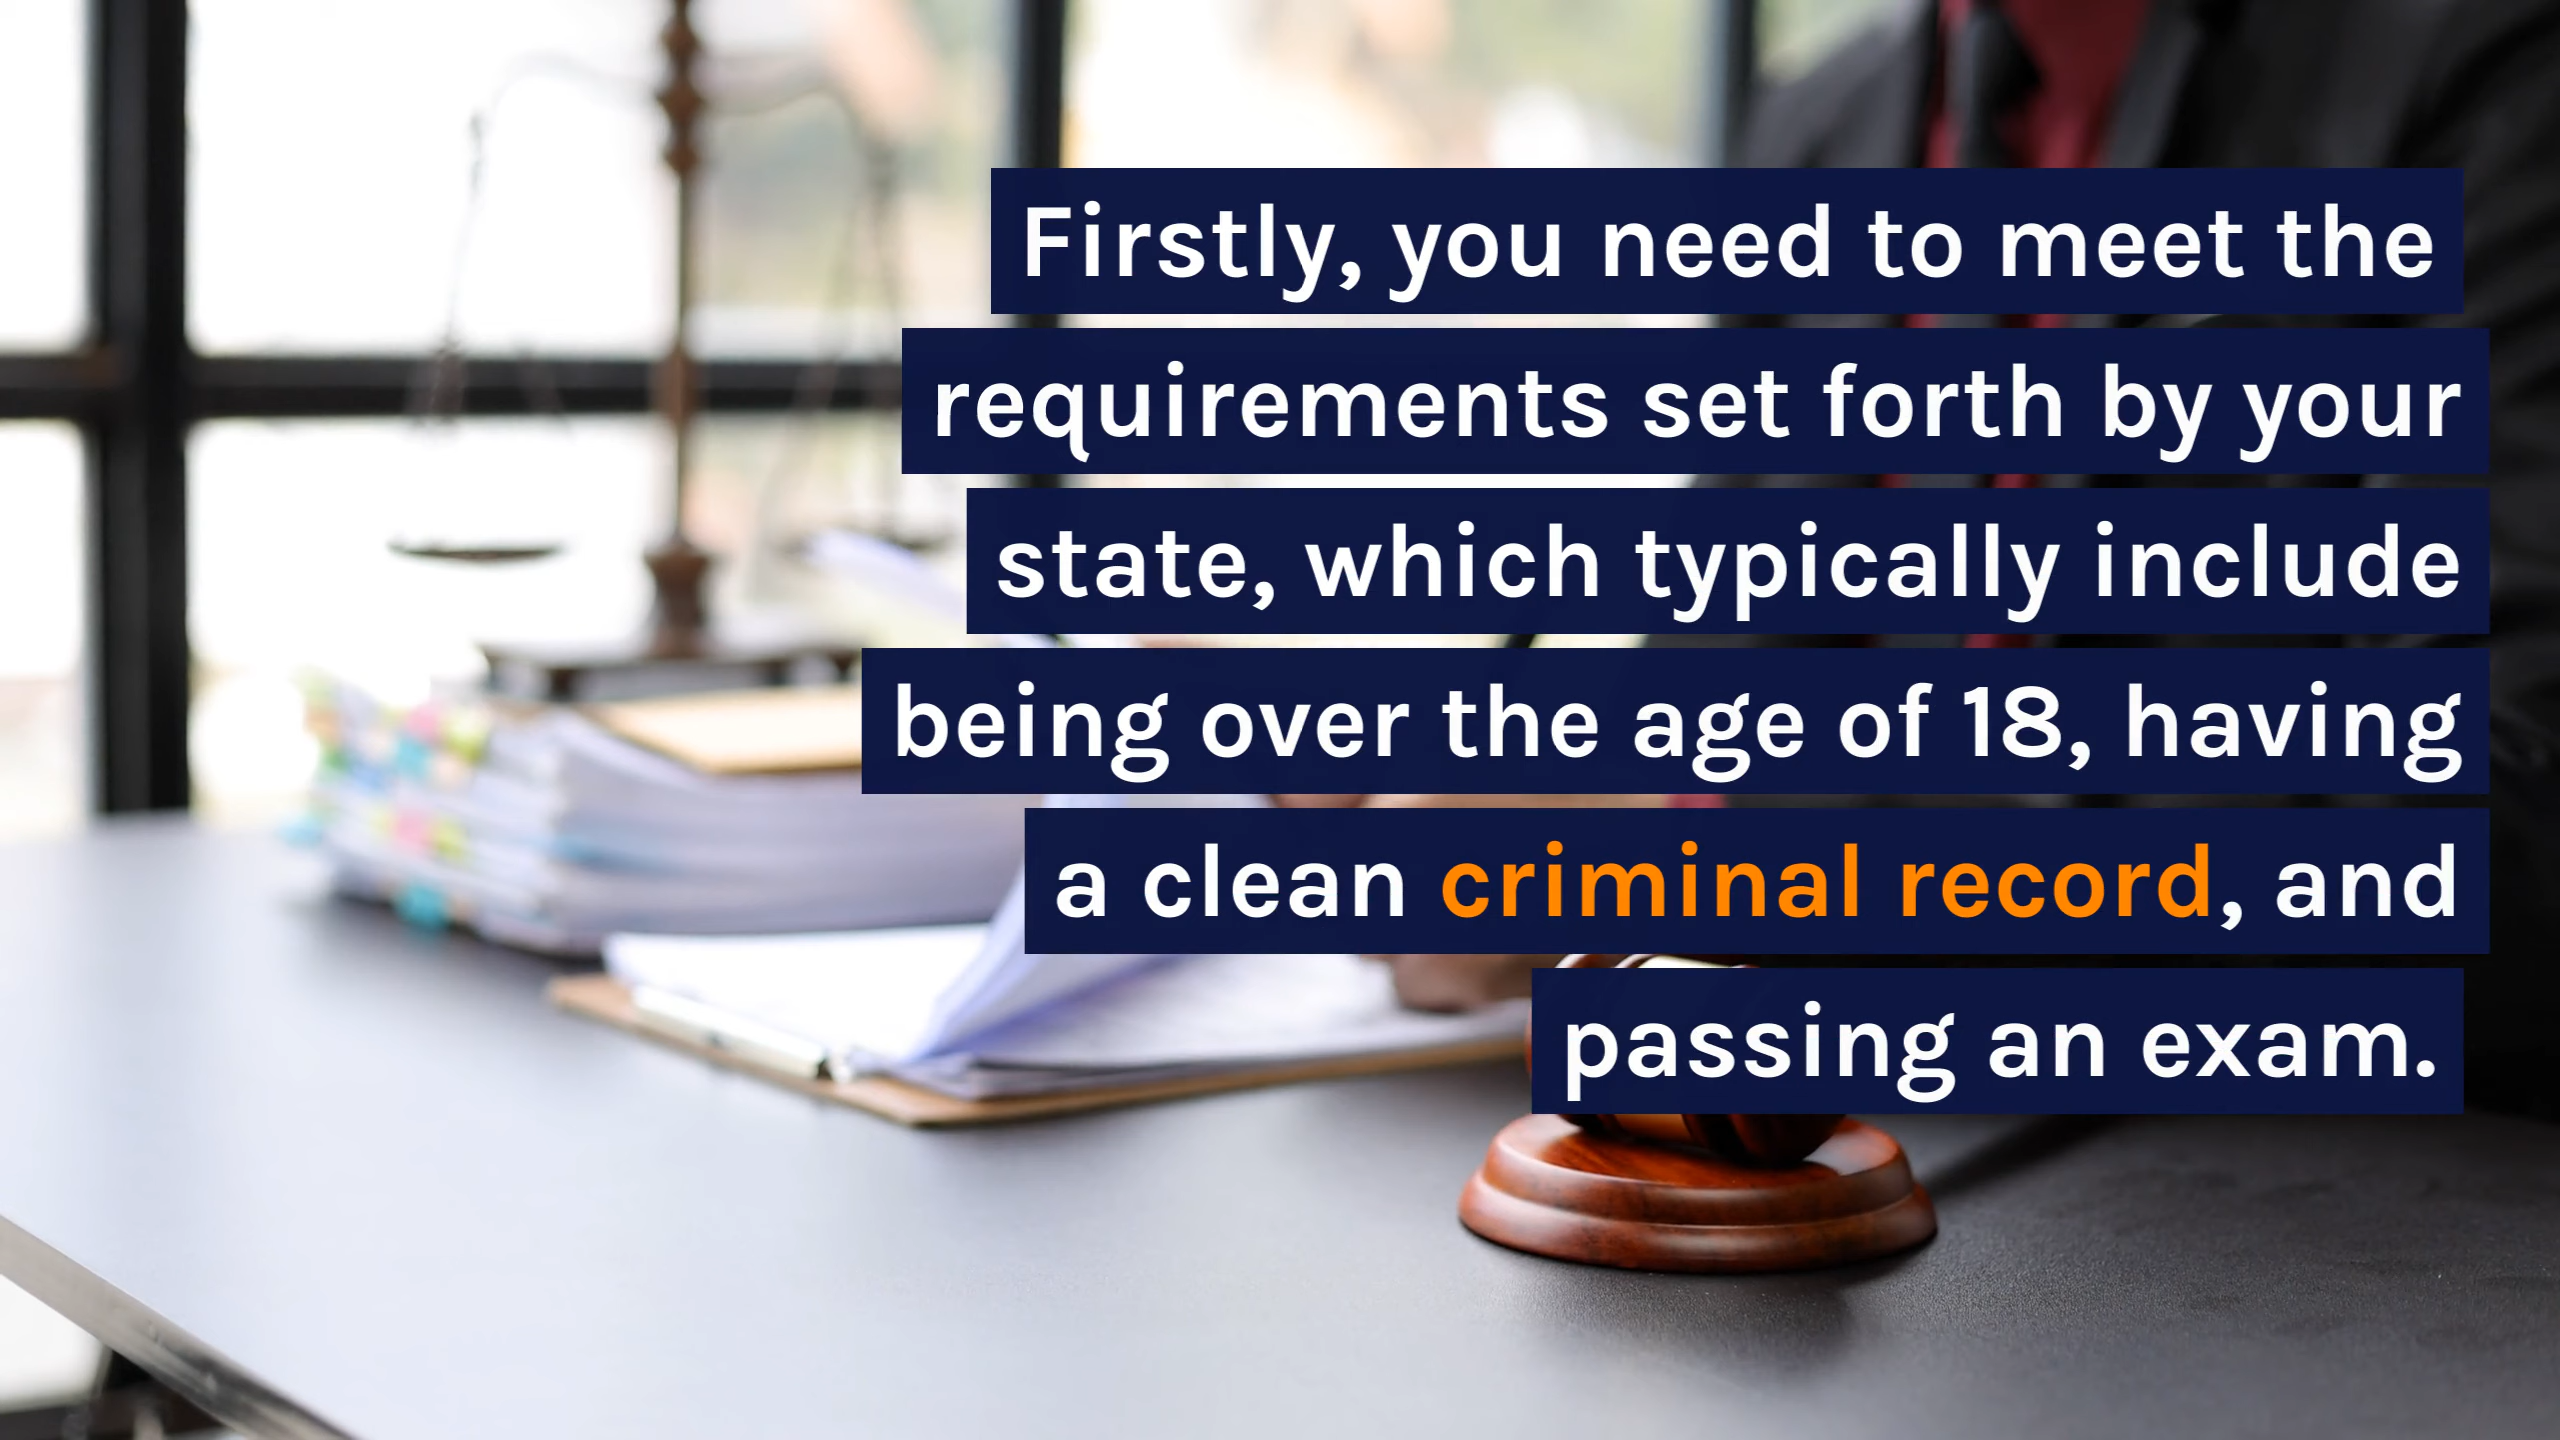 Firstly, you need to meet the
requirements set forth by your
state, which typically include
being over the age of 18, having
a clean criminal record, and
passing an exam.